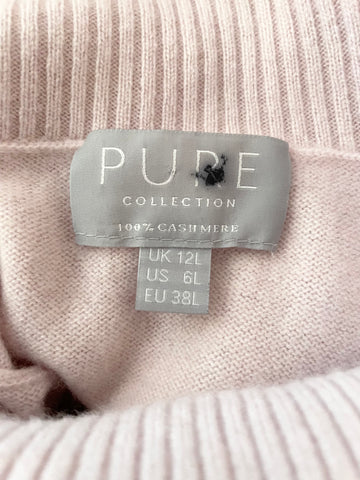 PURE
COLLECTION
100% CASHMERE
UK 12L
US 6L
EU 38L